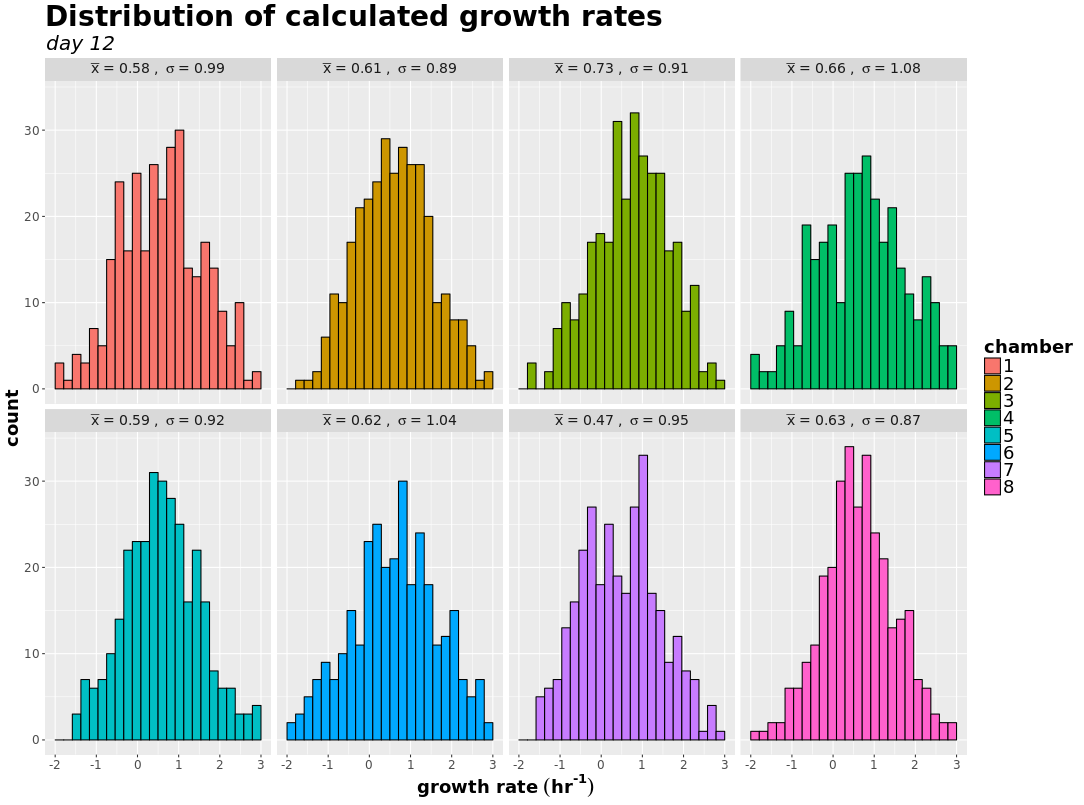 Distribution of calculated growth rates
day 12
x̅ = 0.58 , σ = 0.99
x̅ = 0.61 , σ = 0.89
x̅ = 0.73 , σ = 0.91
x̅ = 0.66 , σ = 1.08
30
20
10
0
count
x̅ = 0.59 , σ = 0.92
x̅ = 0.62 , σ = 1.04
x̅ = 0.47 , σ = 0.95
x̅ = 0.63 , σ = 0.87
30
20
10
0
-2 -1 0 1 2 3
-2 -1 0 1 2 3
-2 -1 0 1 2 3
-2 -1 0 1 2 3
growth rate (hr⁻¹)
chamber
1
2
3
4
5
6
7
8